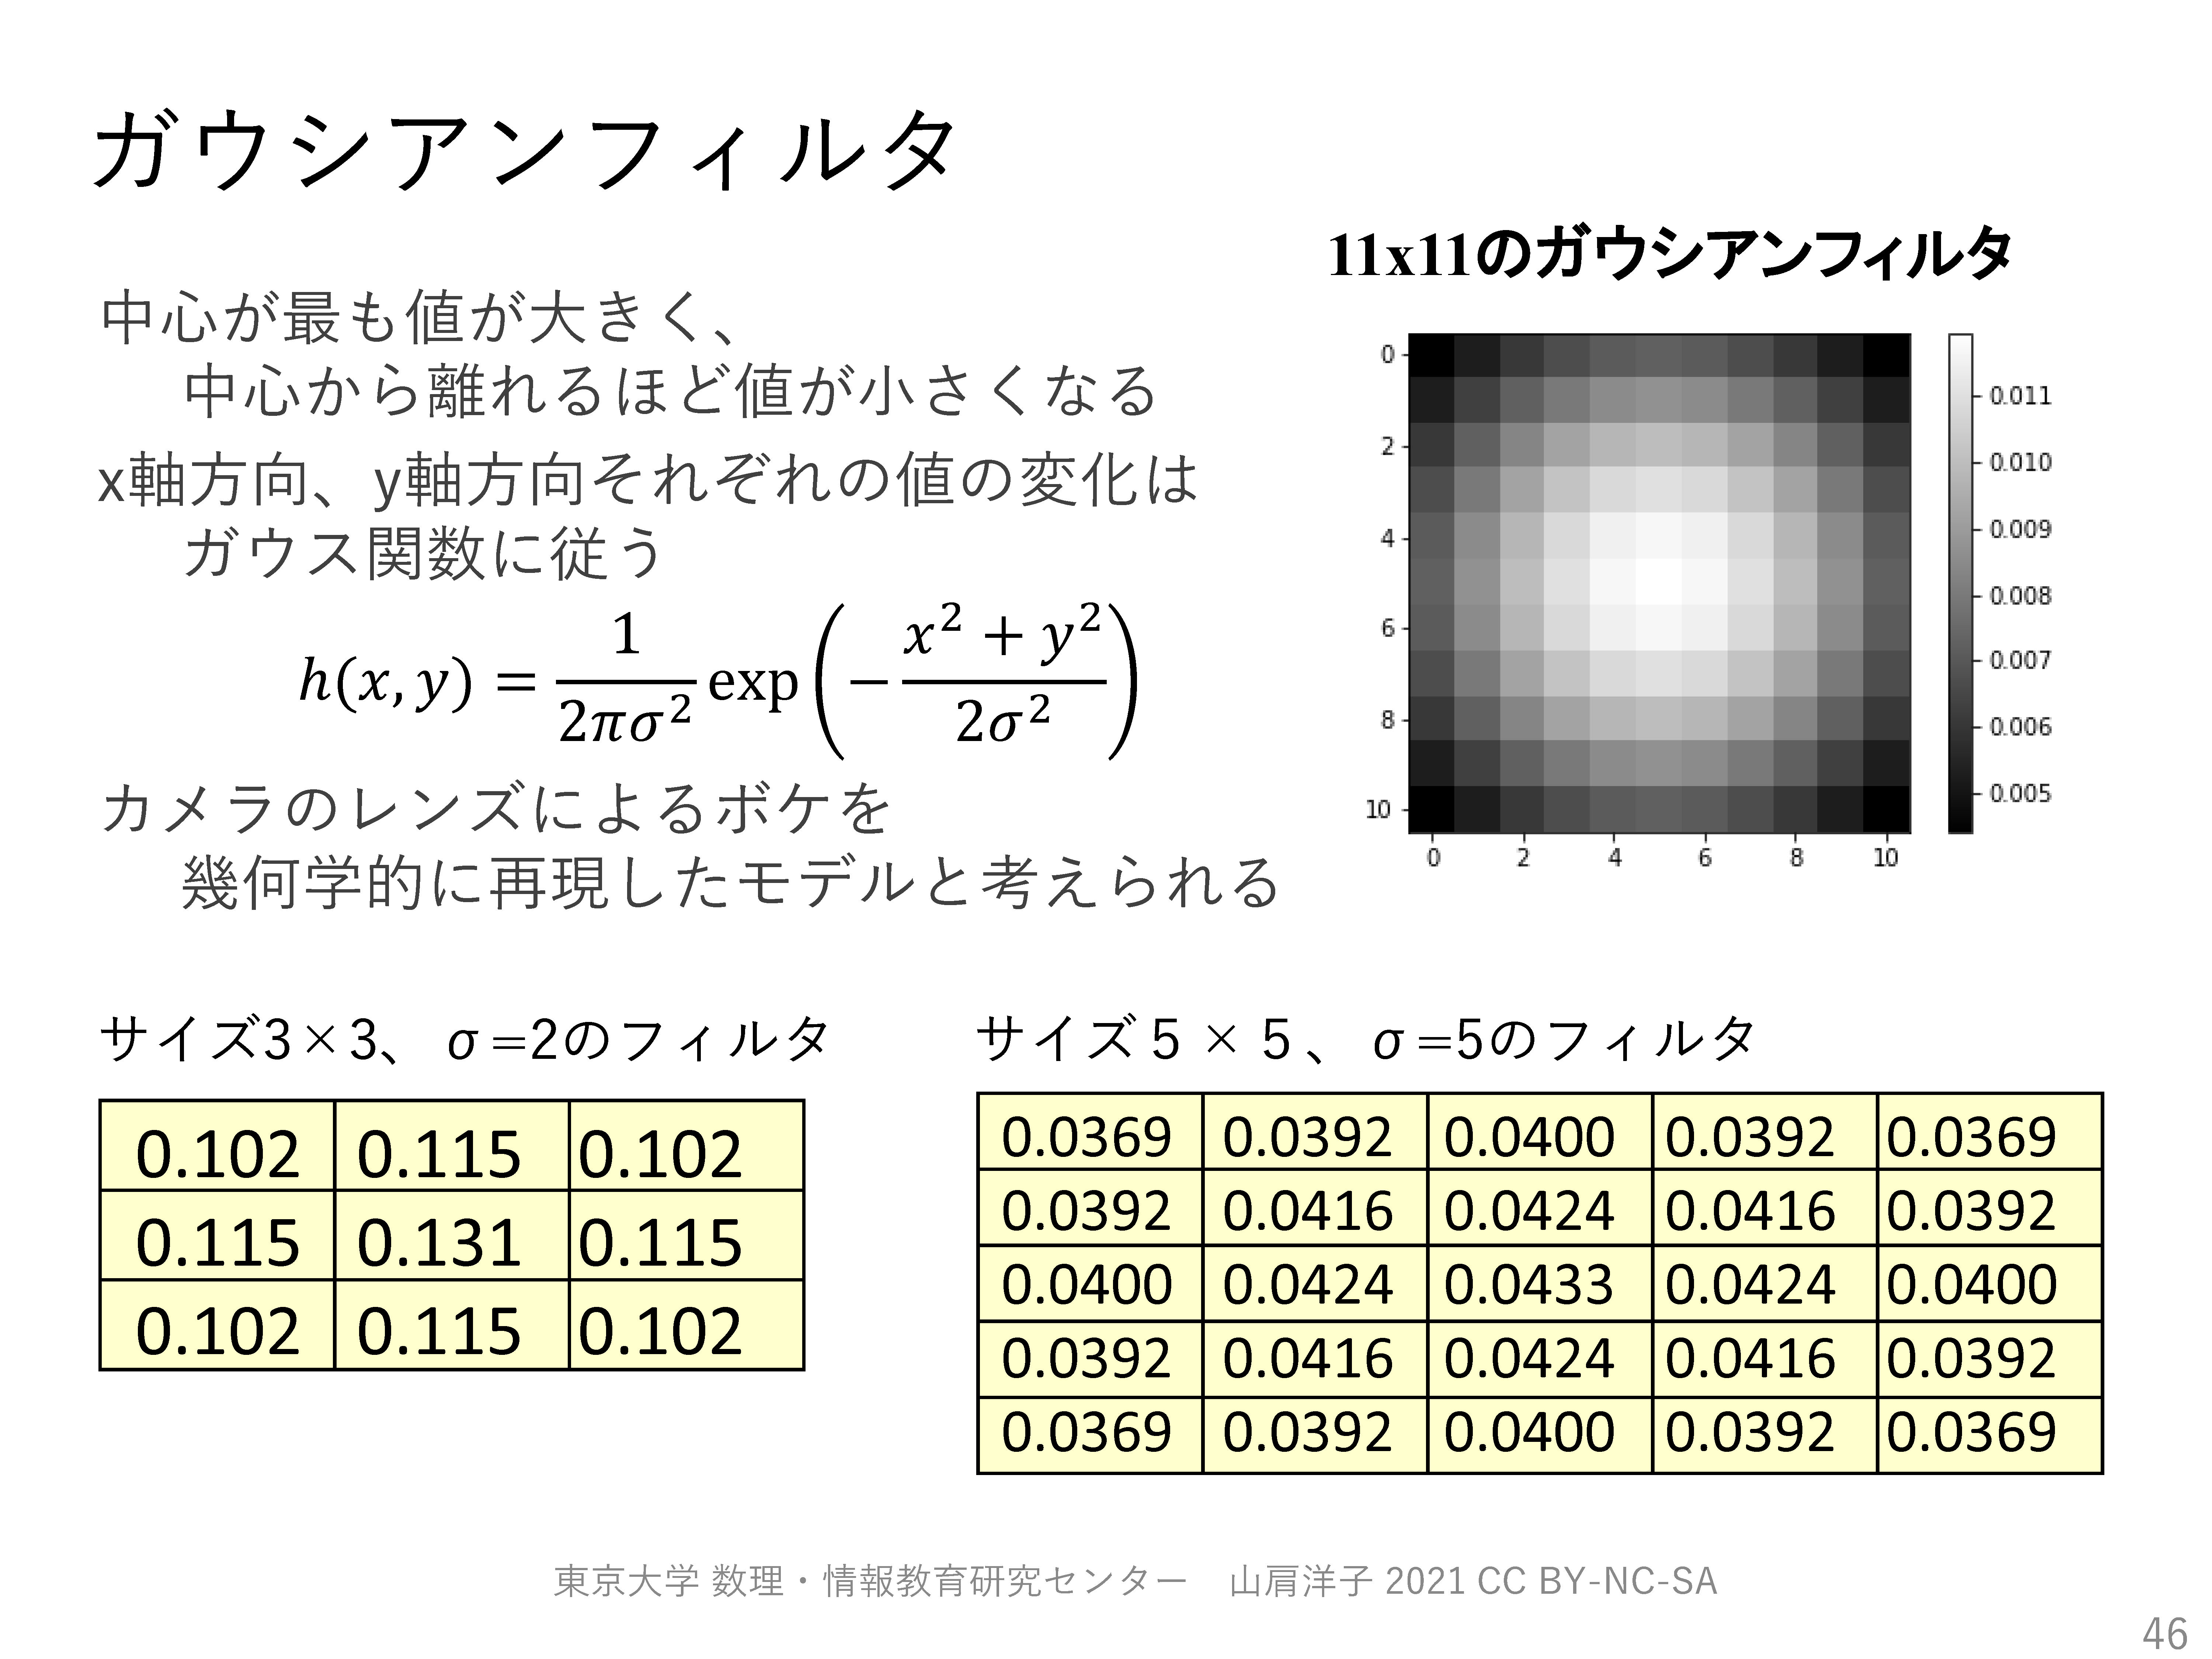 ガウシアンフィルタ
中心が最も値が大きく、
中心から離れるほど値が小さくなる
x軸方向、y軸方向それぞれの値の変化は
ガウス関数に従う
h(x, y) = 1/(2πσ²) exp(−(x² + y²)/(2σ²))
カメラのレンズによるボケを
幾何学的に再現したモデルと考えられる
11x11のガウシアンフィルタ
0
2
4
6
8
10
0 2 4 6 8 10
0.011
0.010
0.009
0.008
0.007
0.006
0.005
サイズ3×3、 σ=2のフィルタ
0.102 0.115 0.102
0.115 0.131 0.115
0.102 0.115 0.102
サイズ 5 × 5 、 σ=5のフィルタ
0.0369 0.0392 0.0400 0.0392 0.0369
0.0392 0.0416 0.0424 0.0416 0.0392
0.0400 0.0424 0.0433 0.0424 0.0400
0.0392 0.0416 0.0424 0.0416 0.0392
0.0369 0.0392 0.0400 0.0392 0.0369
東京大学 数理・情報教育研究センター 山肩洋子 2021 CC BY-NC-SA
46